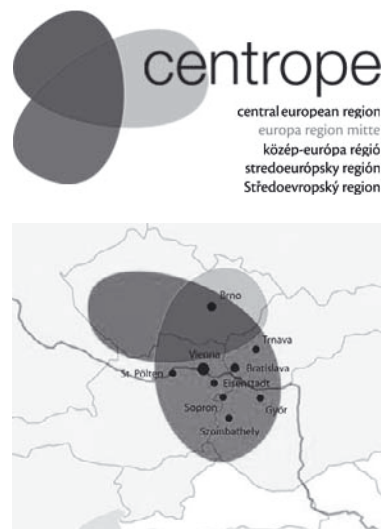 centrope
central european region
europa region mitte
közép-európa régió
stredoeurópsky región
Středoevropský region
Brno
Trnava
Vienna
St. Pölten
Bratislava
Eisenstadt
Sopron
Győr
Szombathely